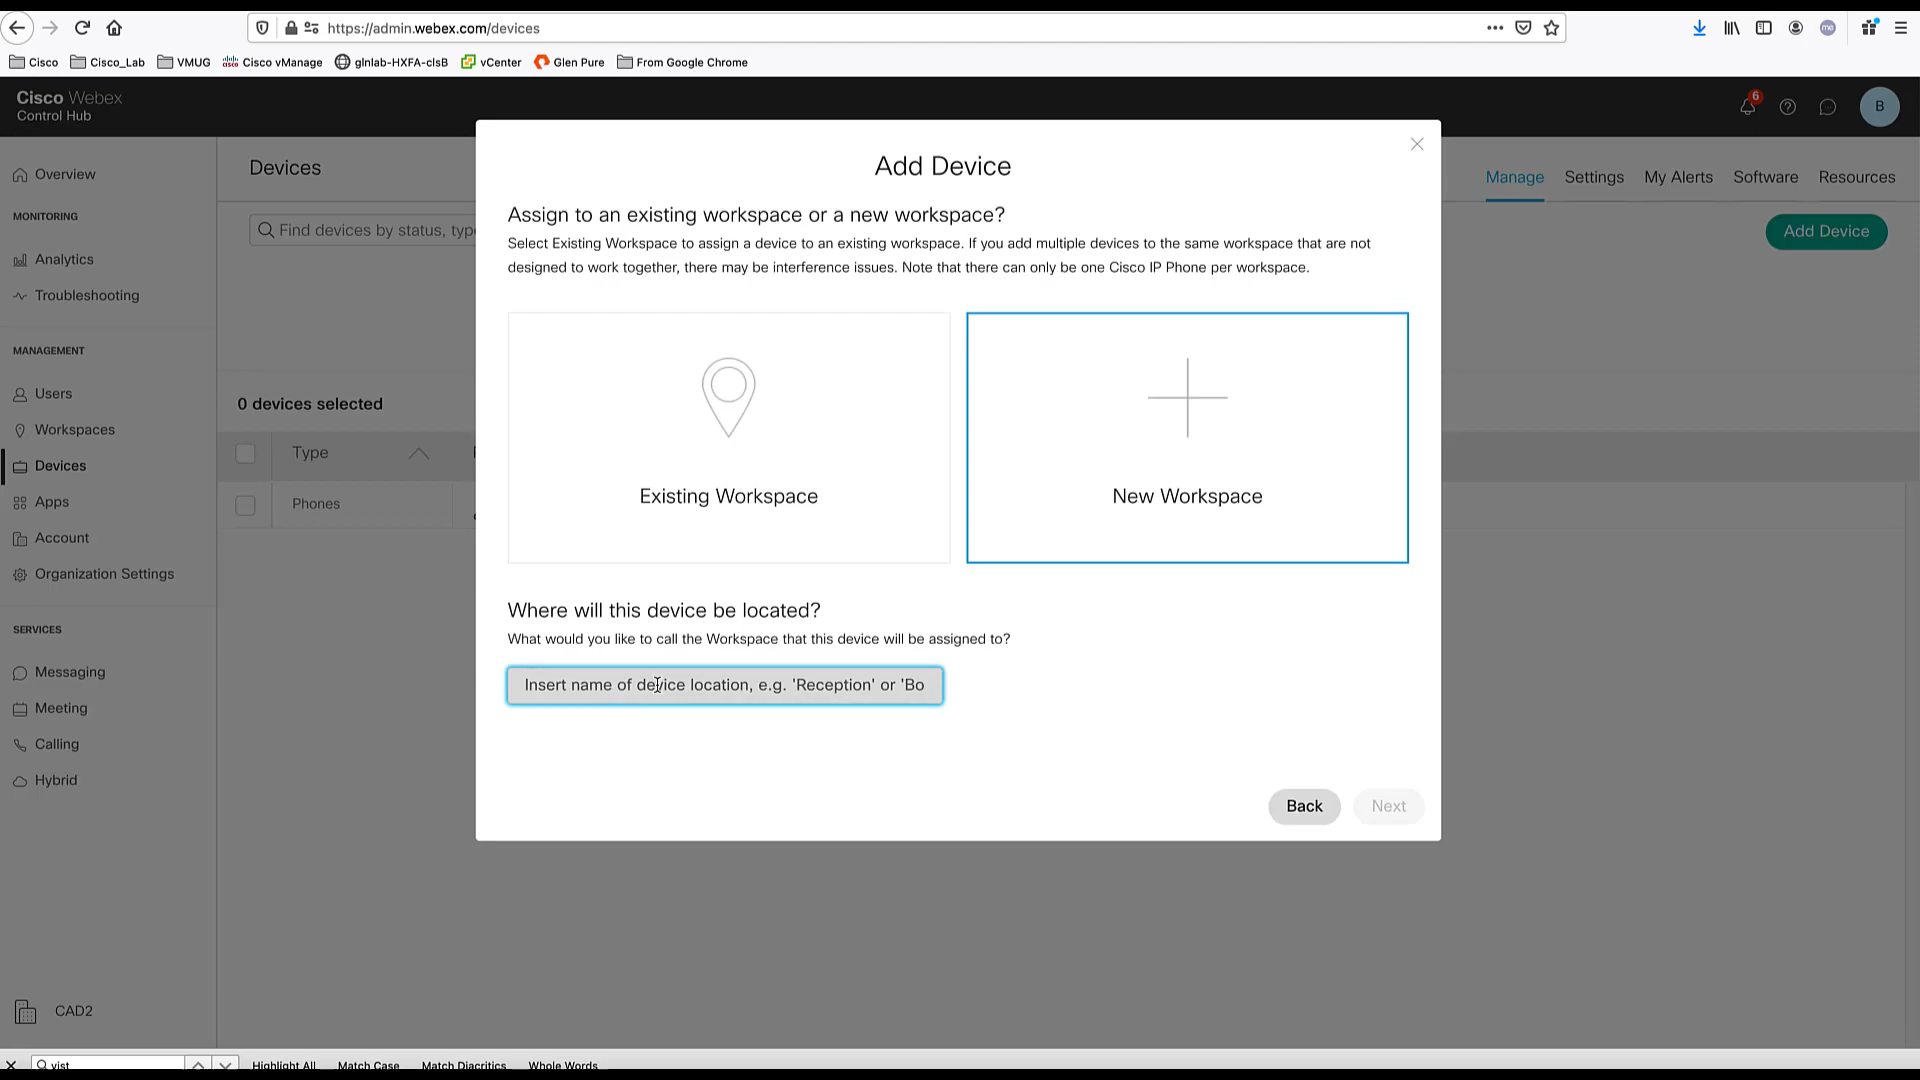 https://admin.webex.com/devices
Cisco
Cisco_Lab
VMUG
Cisco vManage
glnlab-HXFA-clsB
vCenter
Glen Pure
From Google Chrome
Cisco Webex
Control Hub
6
B
Overview
MONITORING
Analytics
Troubleshooting
MANAGEMENT
Users
Workspaces
Devices
Apps
Account
Organization Settings
SERVICES
Messaging
Meeting
Calling
Hybrid
CAD2
Devices
Manage
Settings
My Alerts
Software
Resources
Find devices by status, type
Add Device
0 devices selected
Type
Phones
Add Device
Assign to an existing workspace or a new workspace?
Select Existing Workspace to assign a device to an existing workspace. If you add multiple devices to the same workspace that are not
designed to work together, there may be interference issues. Note that there can only be one Cisco IP Phone per workspace.
Existing Workspace
New Workspace
Where will this device be located?
What would you like to call the Workspace that this device will be assigned to?
Insert name of device location, e.g. 'Reception' or 'Bo
Back
Next
vist
Highlight All
Match Case
Match Diacritics
Whole Words